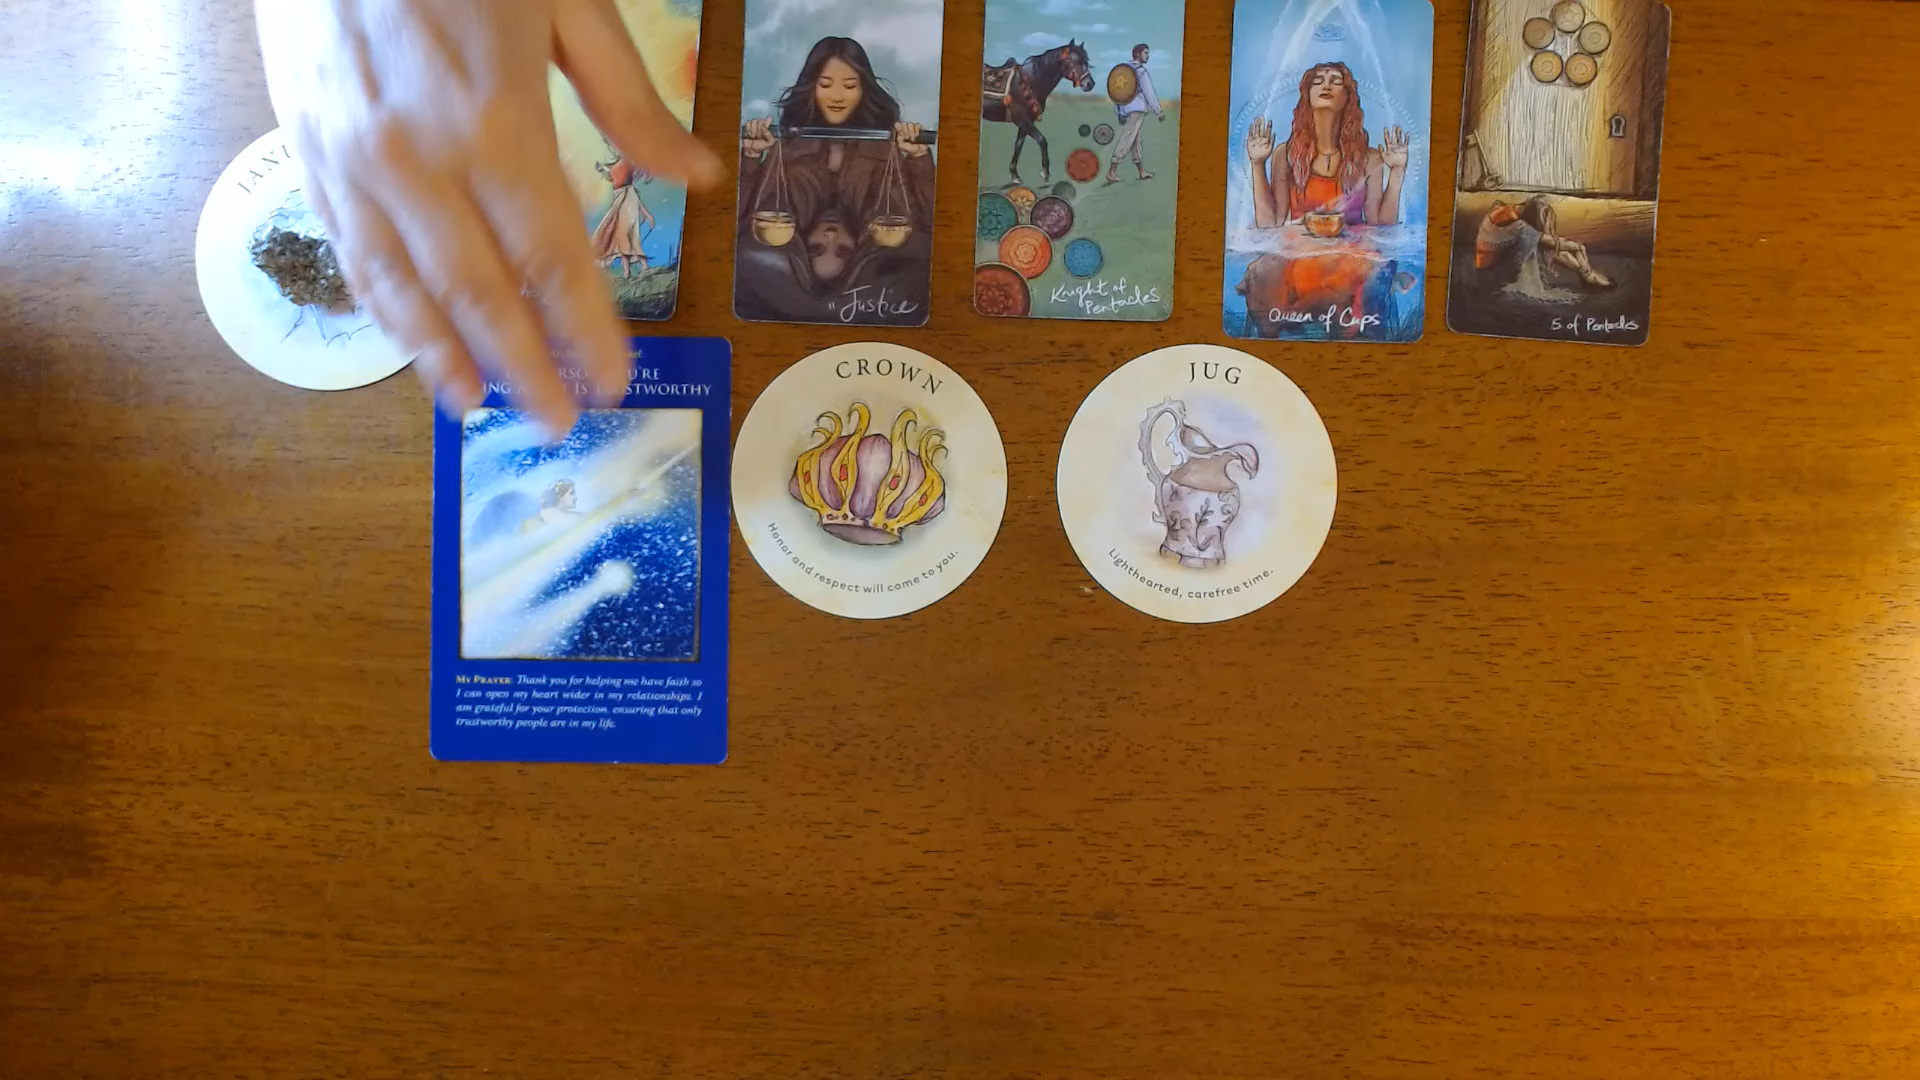 11 Justice
Knight of
Pentacles
Queen of Cups
5 of Pentacles
IS
STWORTHY
CROWN
Honor and respect will come to you.
JUG
Lighthearted, carefree time.
MY PRAYER: Thank you for helping me have faith so
I can open my heart wider in my relationships. I
am grateful for your protection, ensuring that only
trustworthy people are in my life.